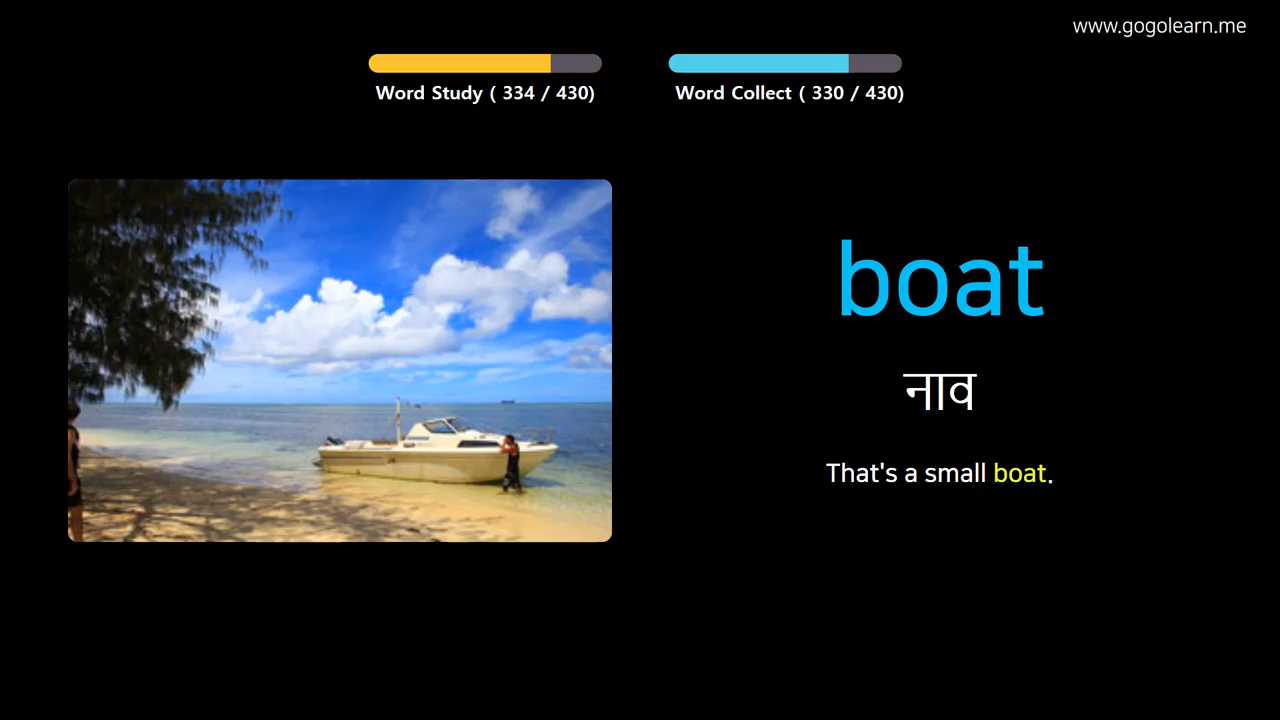 www.gogolearn.me
Word Study ( 334 / 430)
Word Collect ( 330 / 430)
boat
नाव
That's a small boat.